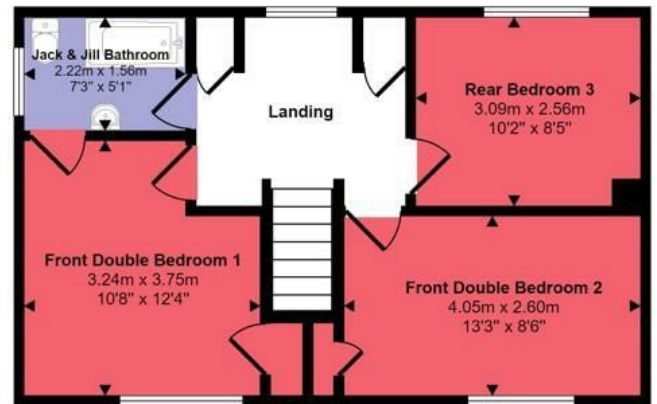 Jack & Jill Bathroom
2.22m x 1.56m
7'3" x 5'1"
Landing
Rear Bedroom 3
3.09m x 2.56m
10'2" x 8'5"
Front Double Bedroom 1
3.24m x 3.75m
10'8" x 12'4"
Front Double Bedroom 2
4.05m x 2.60m
13'3" x 8'6"